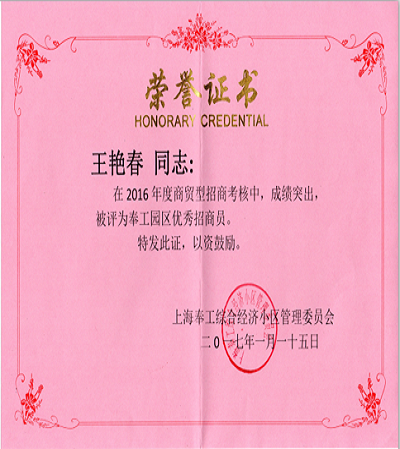 荣誉证书
HONORARY CREDENTIAL
王艳春 同志:
在 2016 年度商贸型招商考核中，成绩突出，
被评为奉工园区优秀招商员。
特发此证，以资鼓励。
上海奉工综合经济小区管理委员会
二0一七年一月一十五日